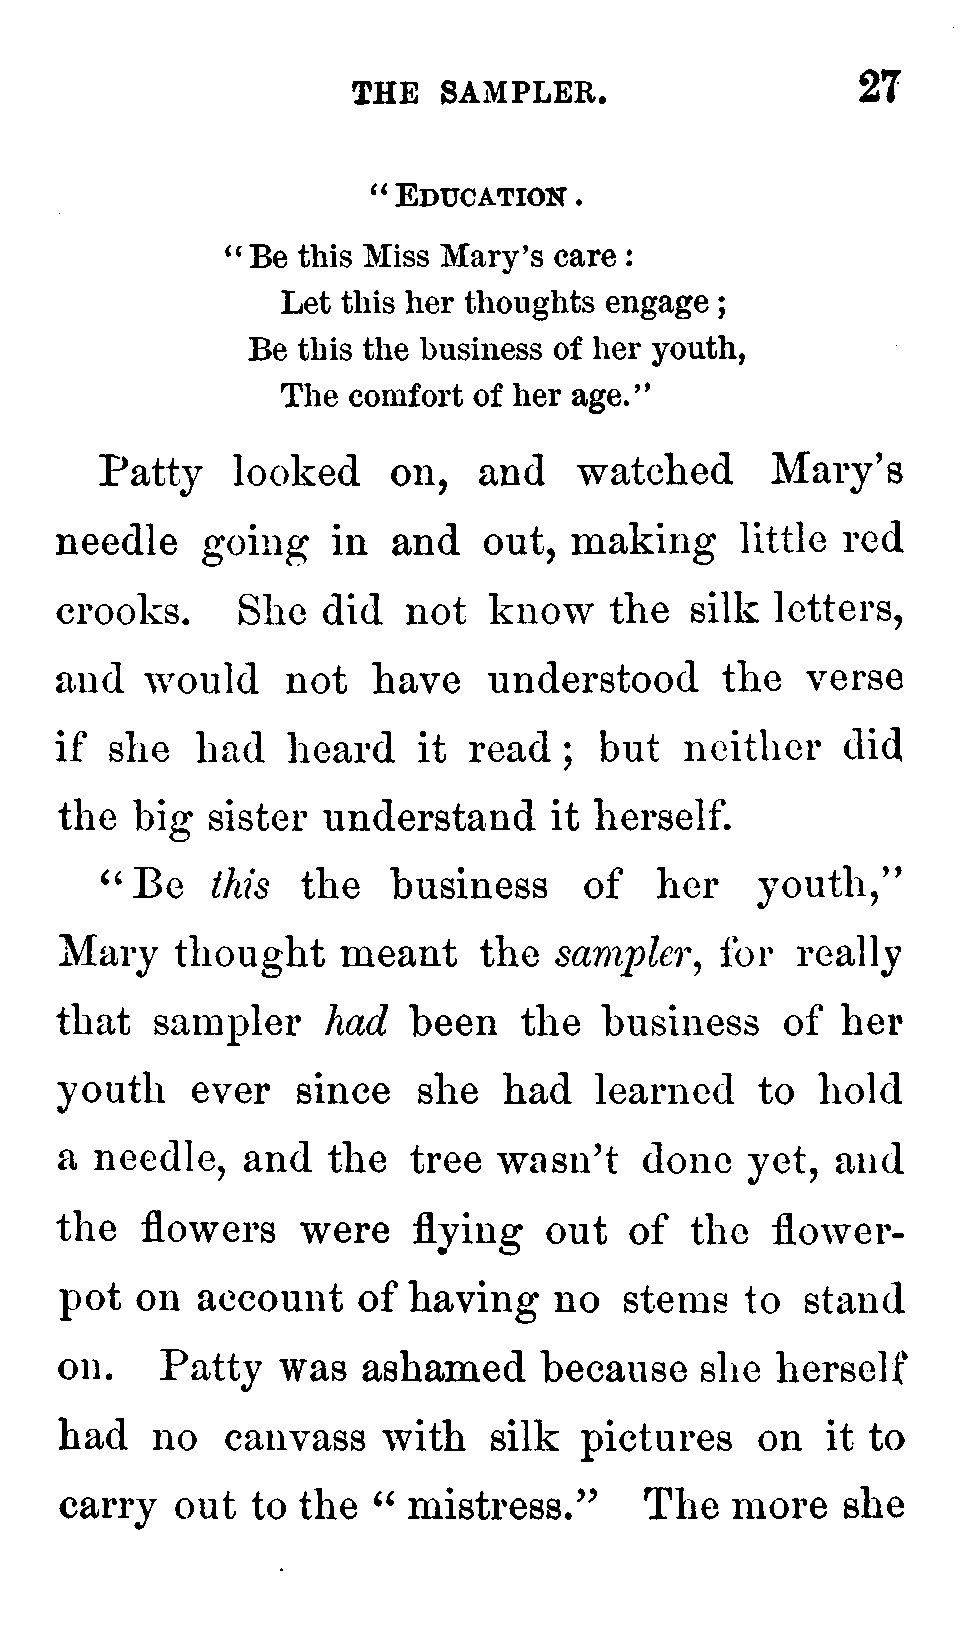 THE SAMPLER. 27
"EDUCATION.
"Be this Miss Mary's care:
Let this her thoughts engage;
Be this the business of her youth,
The comfort of her age."
Patty looked on, and watched Mary's
needle going in and out, making little red
crooks. She did not know the silk letters,
and would not have understood the verse
if she had heard it read; but neither did
the big sister understand it herself.
"Be this the business of her youth,"
Mary thought meant the sampler, for really
that sampler had been the business of her
youth ever since she had learned to hold
a needle, and the tree wasn't done yet, and
the flowers were flying out of the flower-
pot on account of having no stems to stand
on. Patty was ashamed because she herself
had no canvass with silk pictures on it to
carry out to the "mistress." The more she